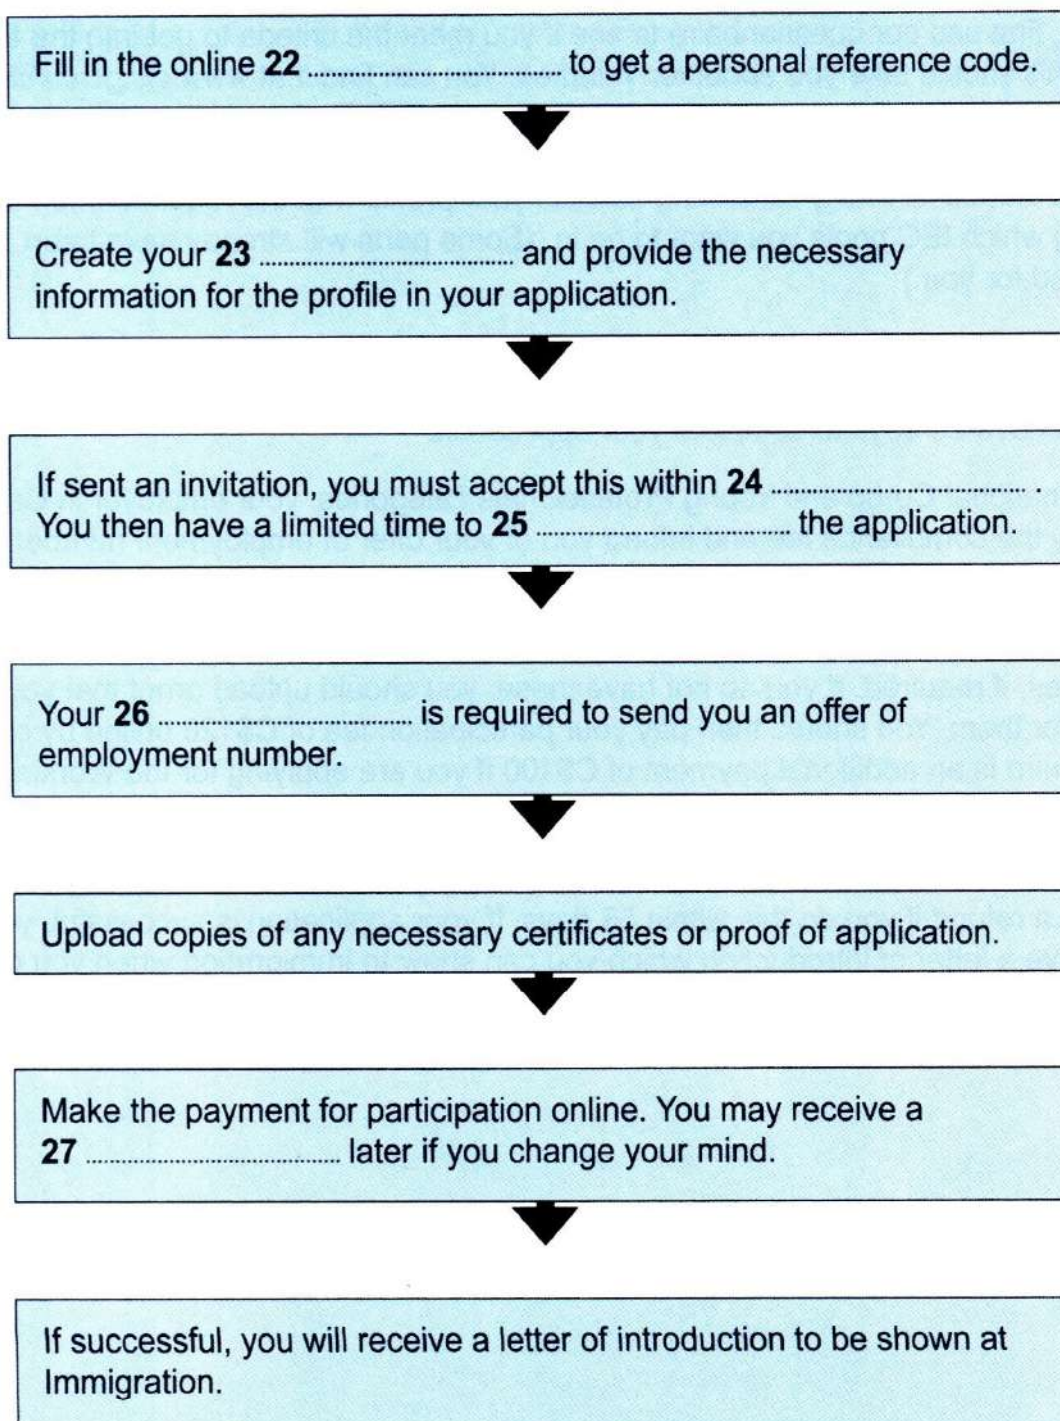 Fill in the online 22 ........................................ to get a personal reference code.
Create your 23 ........................................ and provide the necessary
information for the profile in your application.
If sent an invitation, you must accept this within 24 ........................................ .
You then have a limited time to 25 ........................................ the application.
Your 26 ........................................ is required to send you an offer of
employment number.
Upload copies of any necessary certificates or proof of application.
Make the payment for participation online. You may receive a
27 ........................................ later if you change your mind.
If successful, you will receive a letter of introduction to be shown at
Immigration.